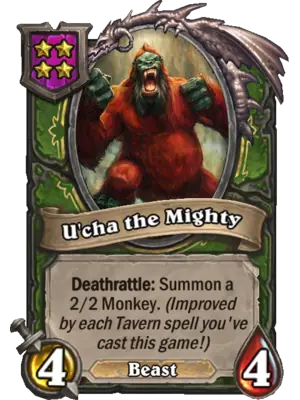 U'cha the Mighty
Deathrattle: Summon a
2/2 Monkey. (Improved
by each Tavern spell you've
cast this game!)
4
Beast
4